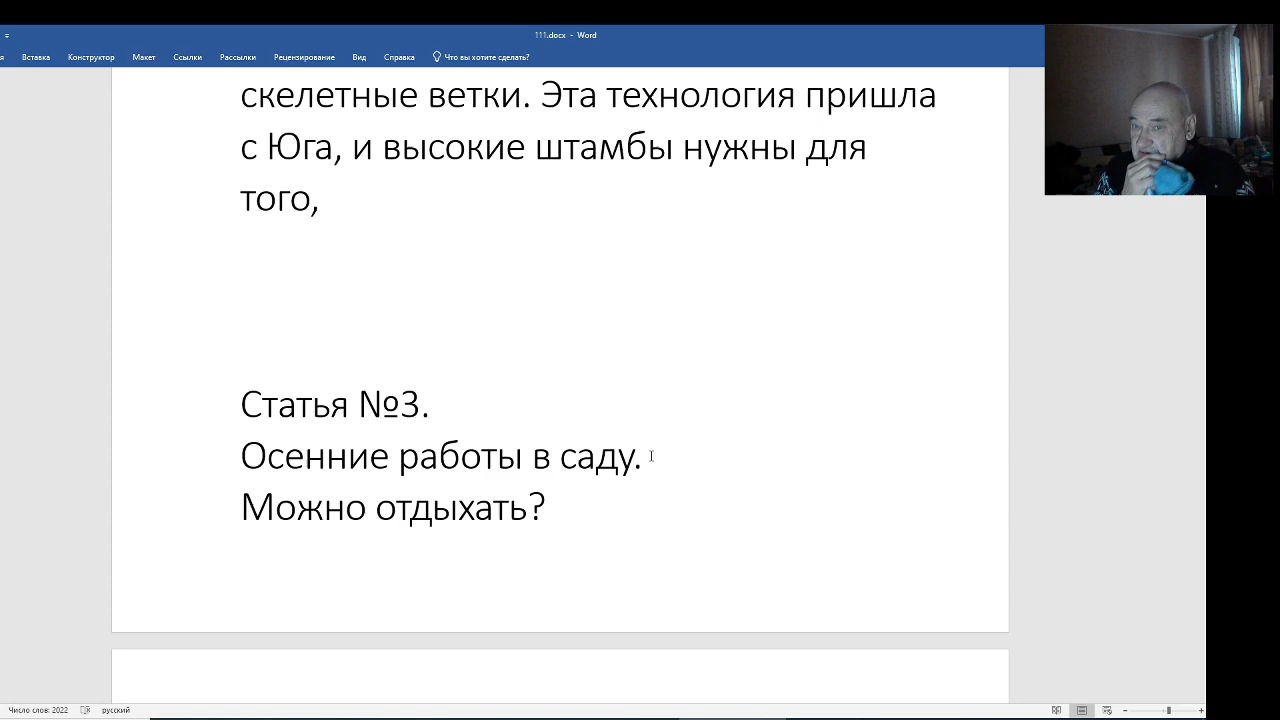 111.docx - Word
я Вставка Конструктор Макет Ссылки Рассылки Рецензирование Вид Справка Что вы хотите сделать?
скелетные ветки. Эта технология пришла
с Юга, и высокие штамбы нужны для
того,
Статья №3.
Осенние работы в саду.
Можно отдыхать?
Число слов: 2022 русский